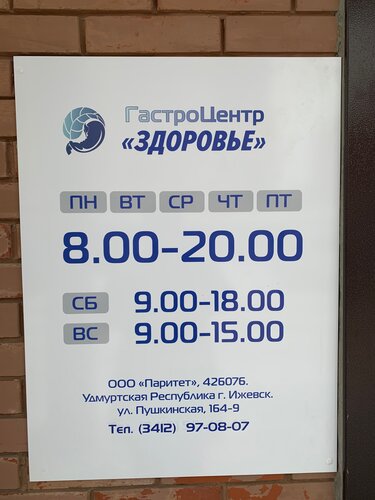 ГастроЦентр
«ЗДОРОВЬЕ»
ПН ВТ СР ЧТ ПТ
8.00-20.00
СБ 9.00-18.00
ВС 9.00-15.00
ООО «Паритет», 426076.
Удмуртская Республика г. Ижевск.
ул. Пушкинская, 164-9
Тел. (3412) 97-08-07